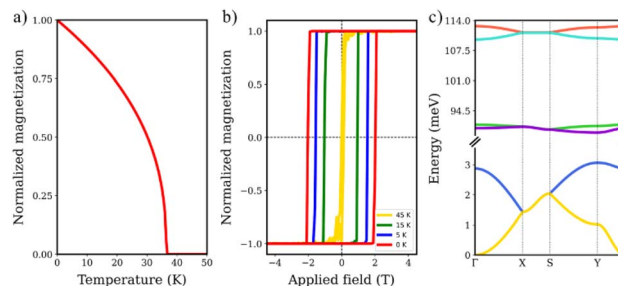 a)
Normalized magnetization
1.00
0.75
0.50
0.25
0.00
0 10 20 30 40 50
Temperature (K)
b)
Normalized magnetization
1.0
0.5
0.0
−0.5
−1.0
45 K
15 K
5 K
0 K
−4 −2 0 2 4
Applied field (T)
c)
Energy (meV)
114.0
107.5
101.0
94.5
3
2
1
0
Γ X S Y